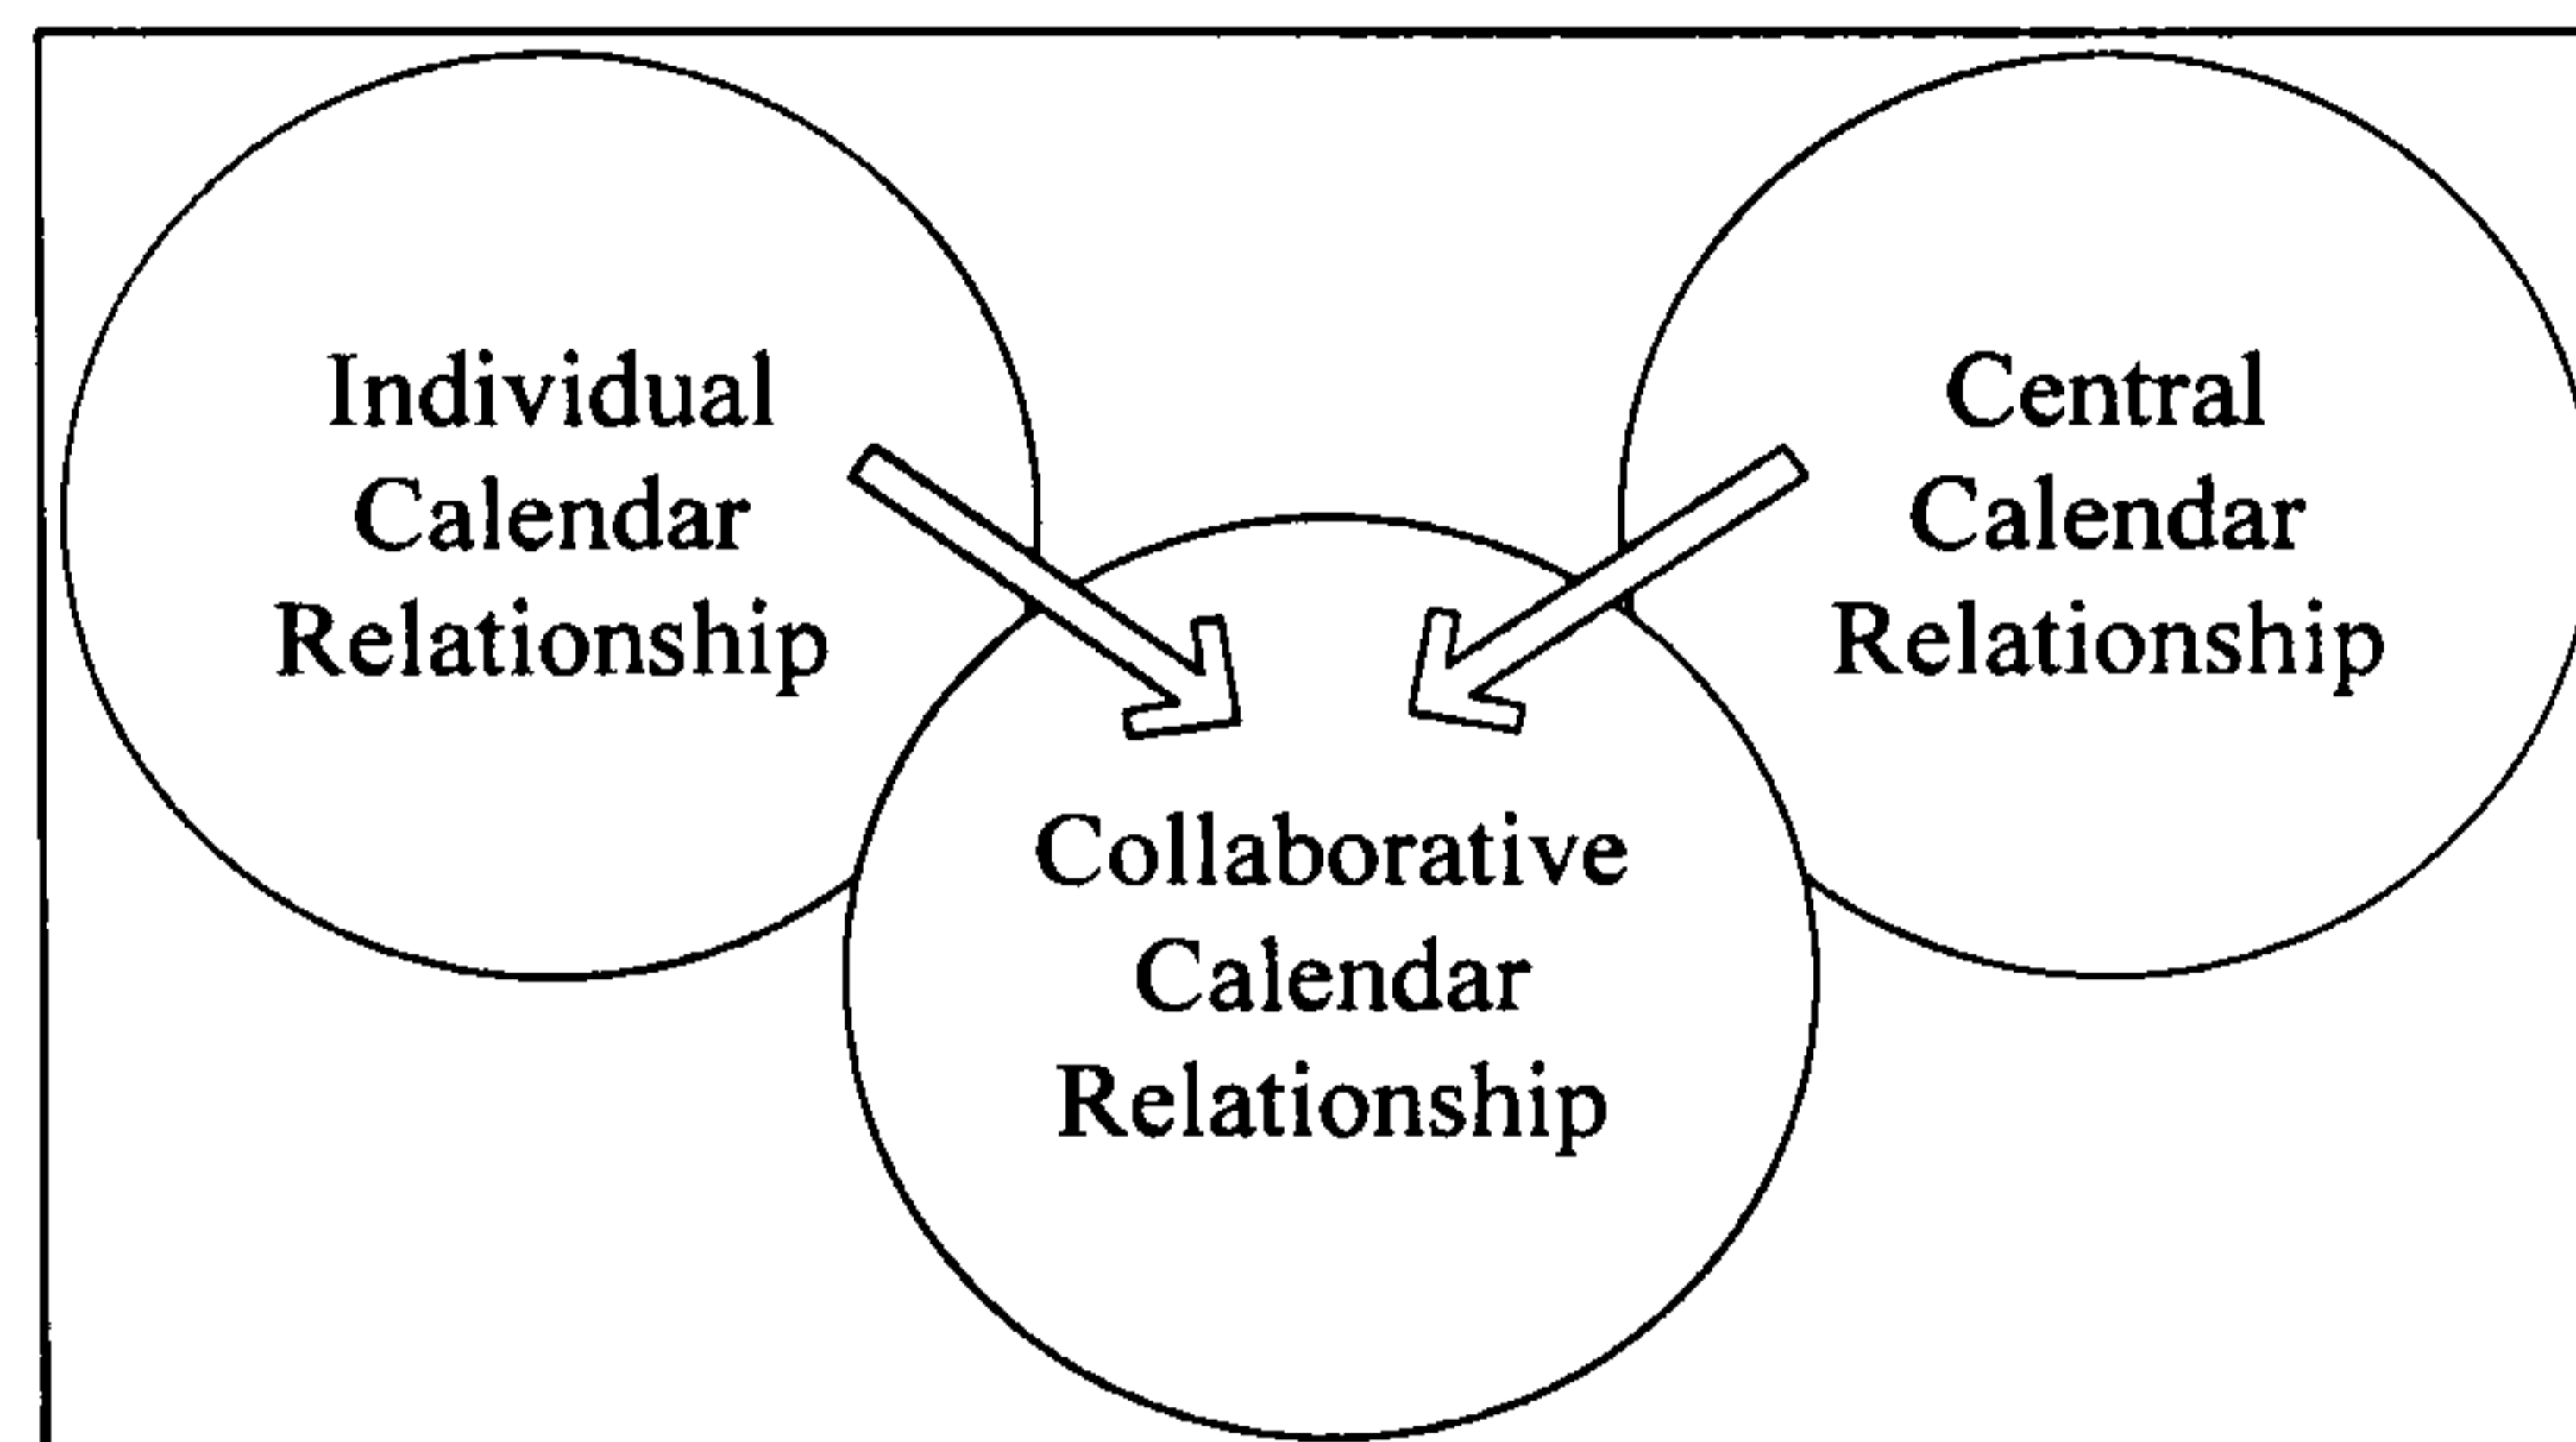 Individual
Calendar
Relationship
Central
Calendar
Relationship
Collaborative
Calendar
Relationship